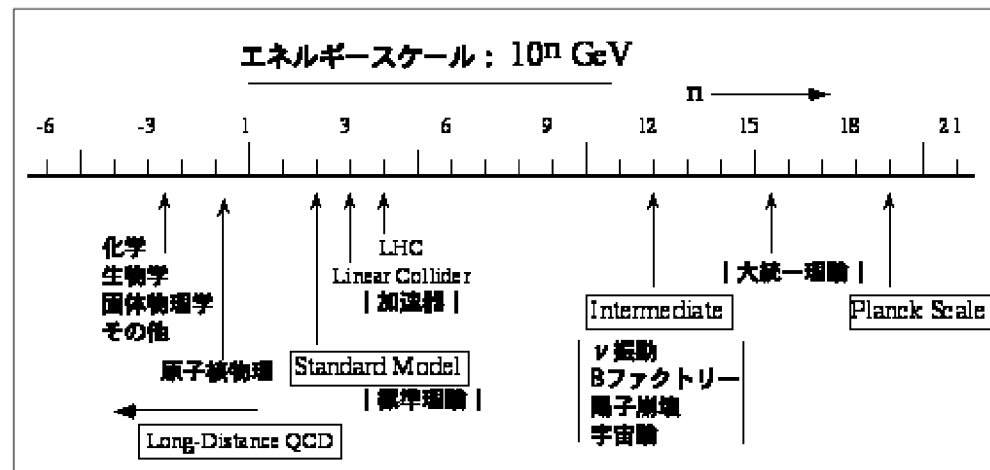 エネルギースケール： 10ⁿ GeV
n
-6 -3 1 3 6 9 12 15 18 21
化学
生物学
固体物理学
その他
LHC
Linear Collider
| 加速器 |
| 大統一理論 |
Intermediate
Planck Scale
原子核物理
Standard Model
| 標準理論 |
ν振動
Bファクトリー
陽子崩壊
宇宙論
Long-Distance QCD